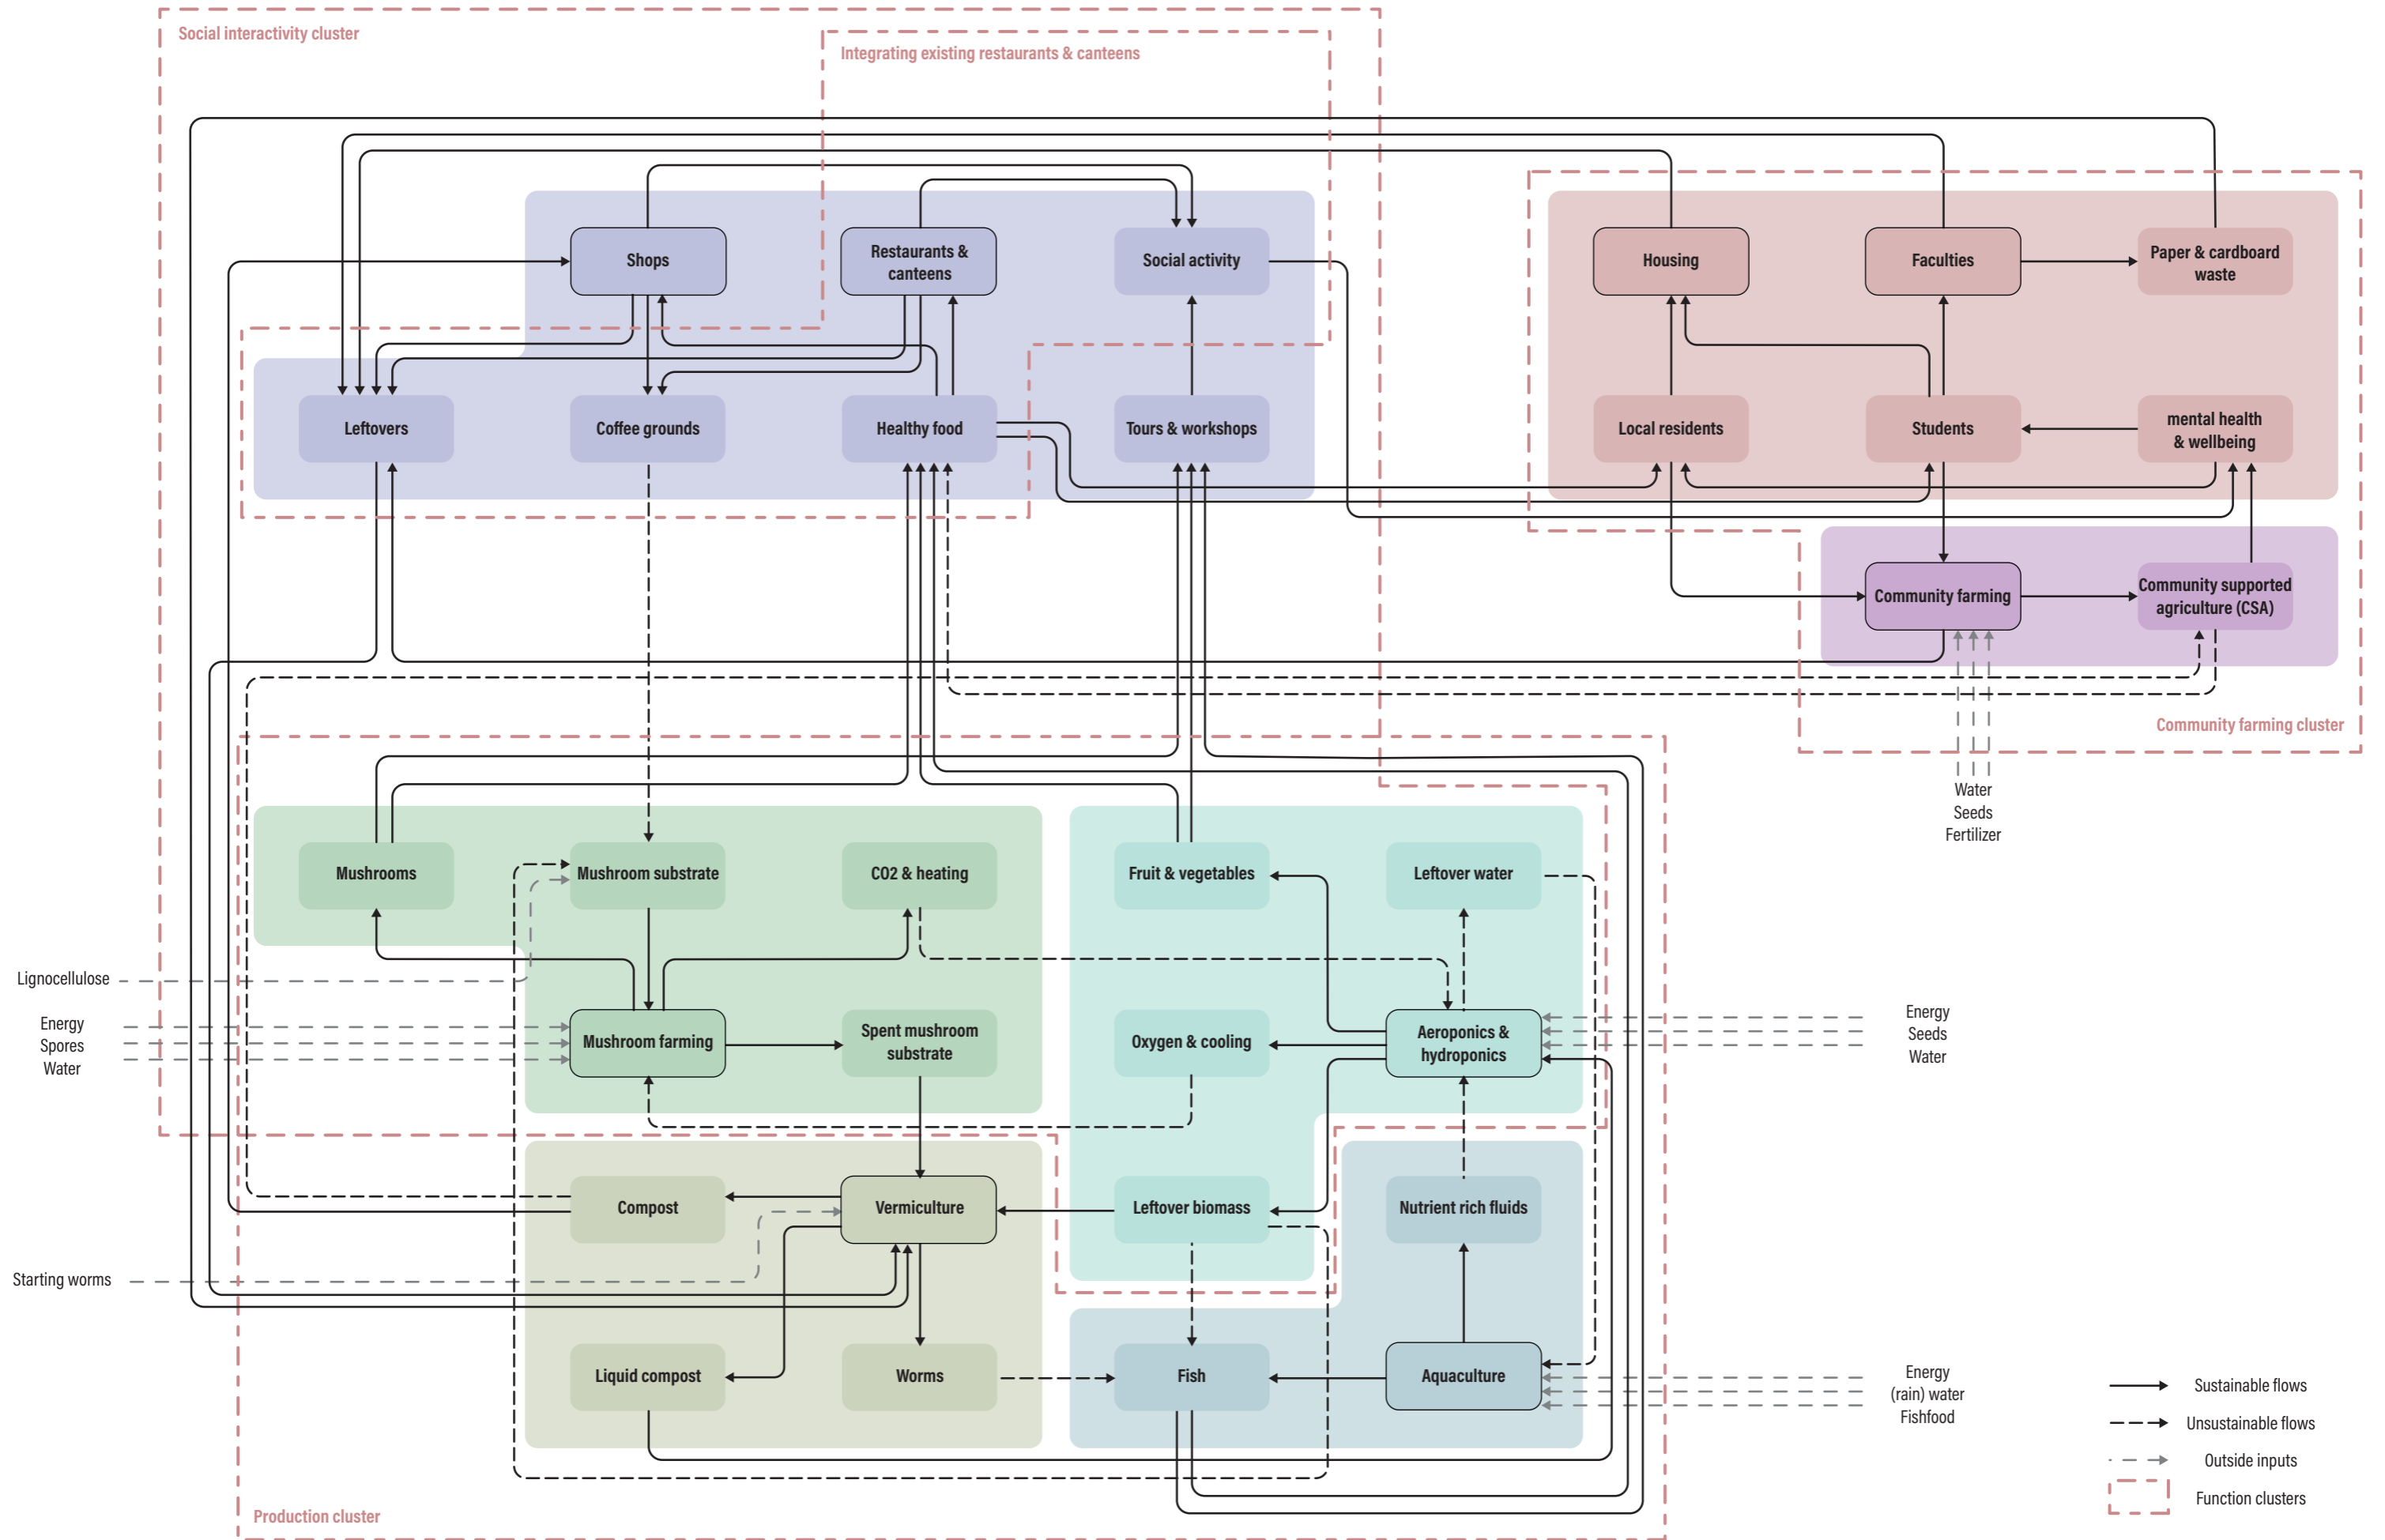 Social interactivity cluster
Integrating existing restaurants & canteens
Shops
Restaurants &
canteens
Social activity
Housing
Faculties
Paper & cardboard
waste
Leftovers
Coffee grounds
Healthy food
Tours & workshops
Local residents
Students
mental health
& wellbeing
Community farming
Community supported
agriculture (CSA)
Community farming cluster
Water
Seeds
Fertilizer
Mushrooms
Mushroom substrate
CO2 & heating
Fruit & vegetables
Leftover water
Lignocellulose
Energy
Spores
Water
Mushroom farming
Spent mushroom
substrate
Oxygen & cooling
Aeroponics &
hydroponics
Energy
Seeds
Water
Compost
Vermiculture
Leftover biomass
Nutrient rich fluids
Starting worms
Liquid compost
Worms
Fish
Aquaculture
Energy
(rain) water
Fishfood
Sustainable flows
Unsustainable flows
Outside inputs
Function clusters
Production cluster